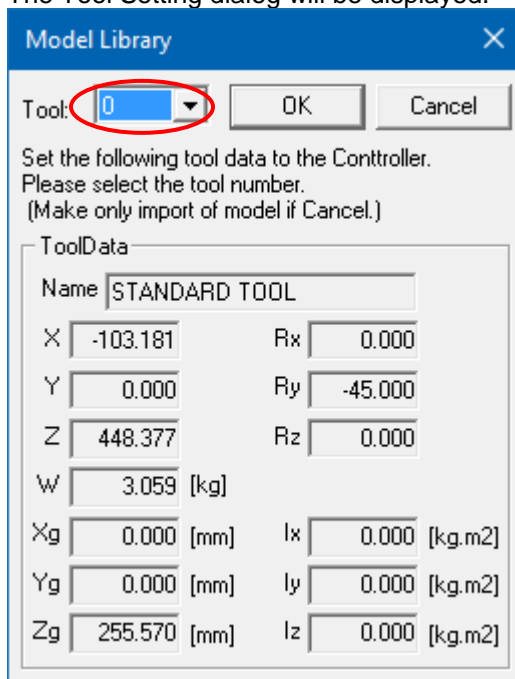 The Tool Setting dialog will be displayed.
Model Library
Tool: 0 OK Cancel
Set the following tool data to the Conttroller.
Please select the tool number.
(Make only import of model if Cancel.)
ToolData
Name STANDARD TOOL
X -103.181 Rx 0.000
Y 0.000 Ry -45.000
Z 448.377 Rz 0.000
W 3.059 [kg]
Xg 0.000 [mm] Ix 0.000 [kg.m2]
Yg 0.000 [mm] Iy 0.000 [kg.m2]
Zg 255.570 [mm] Iz 0.000 [kg.m2]